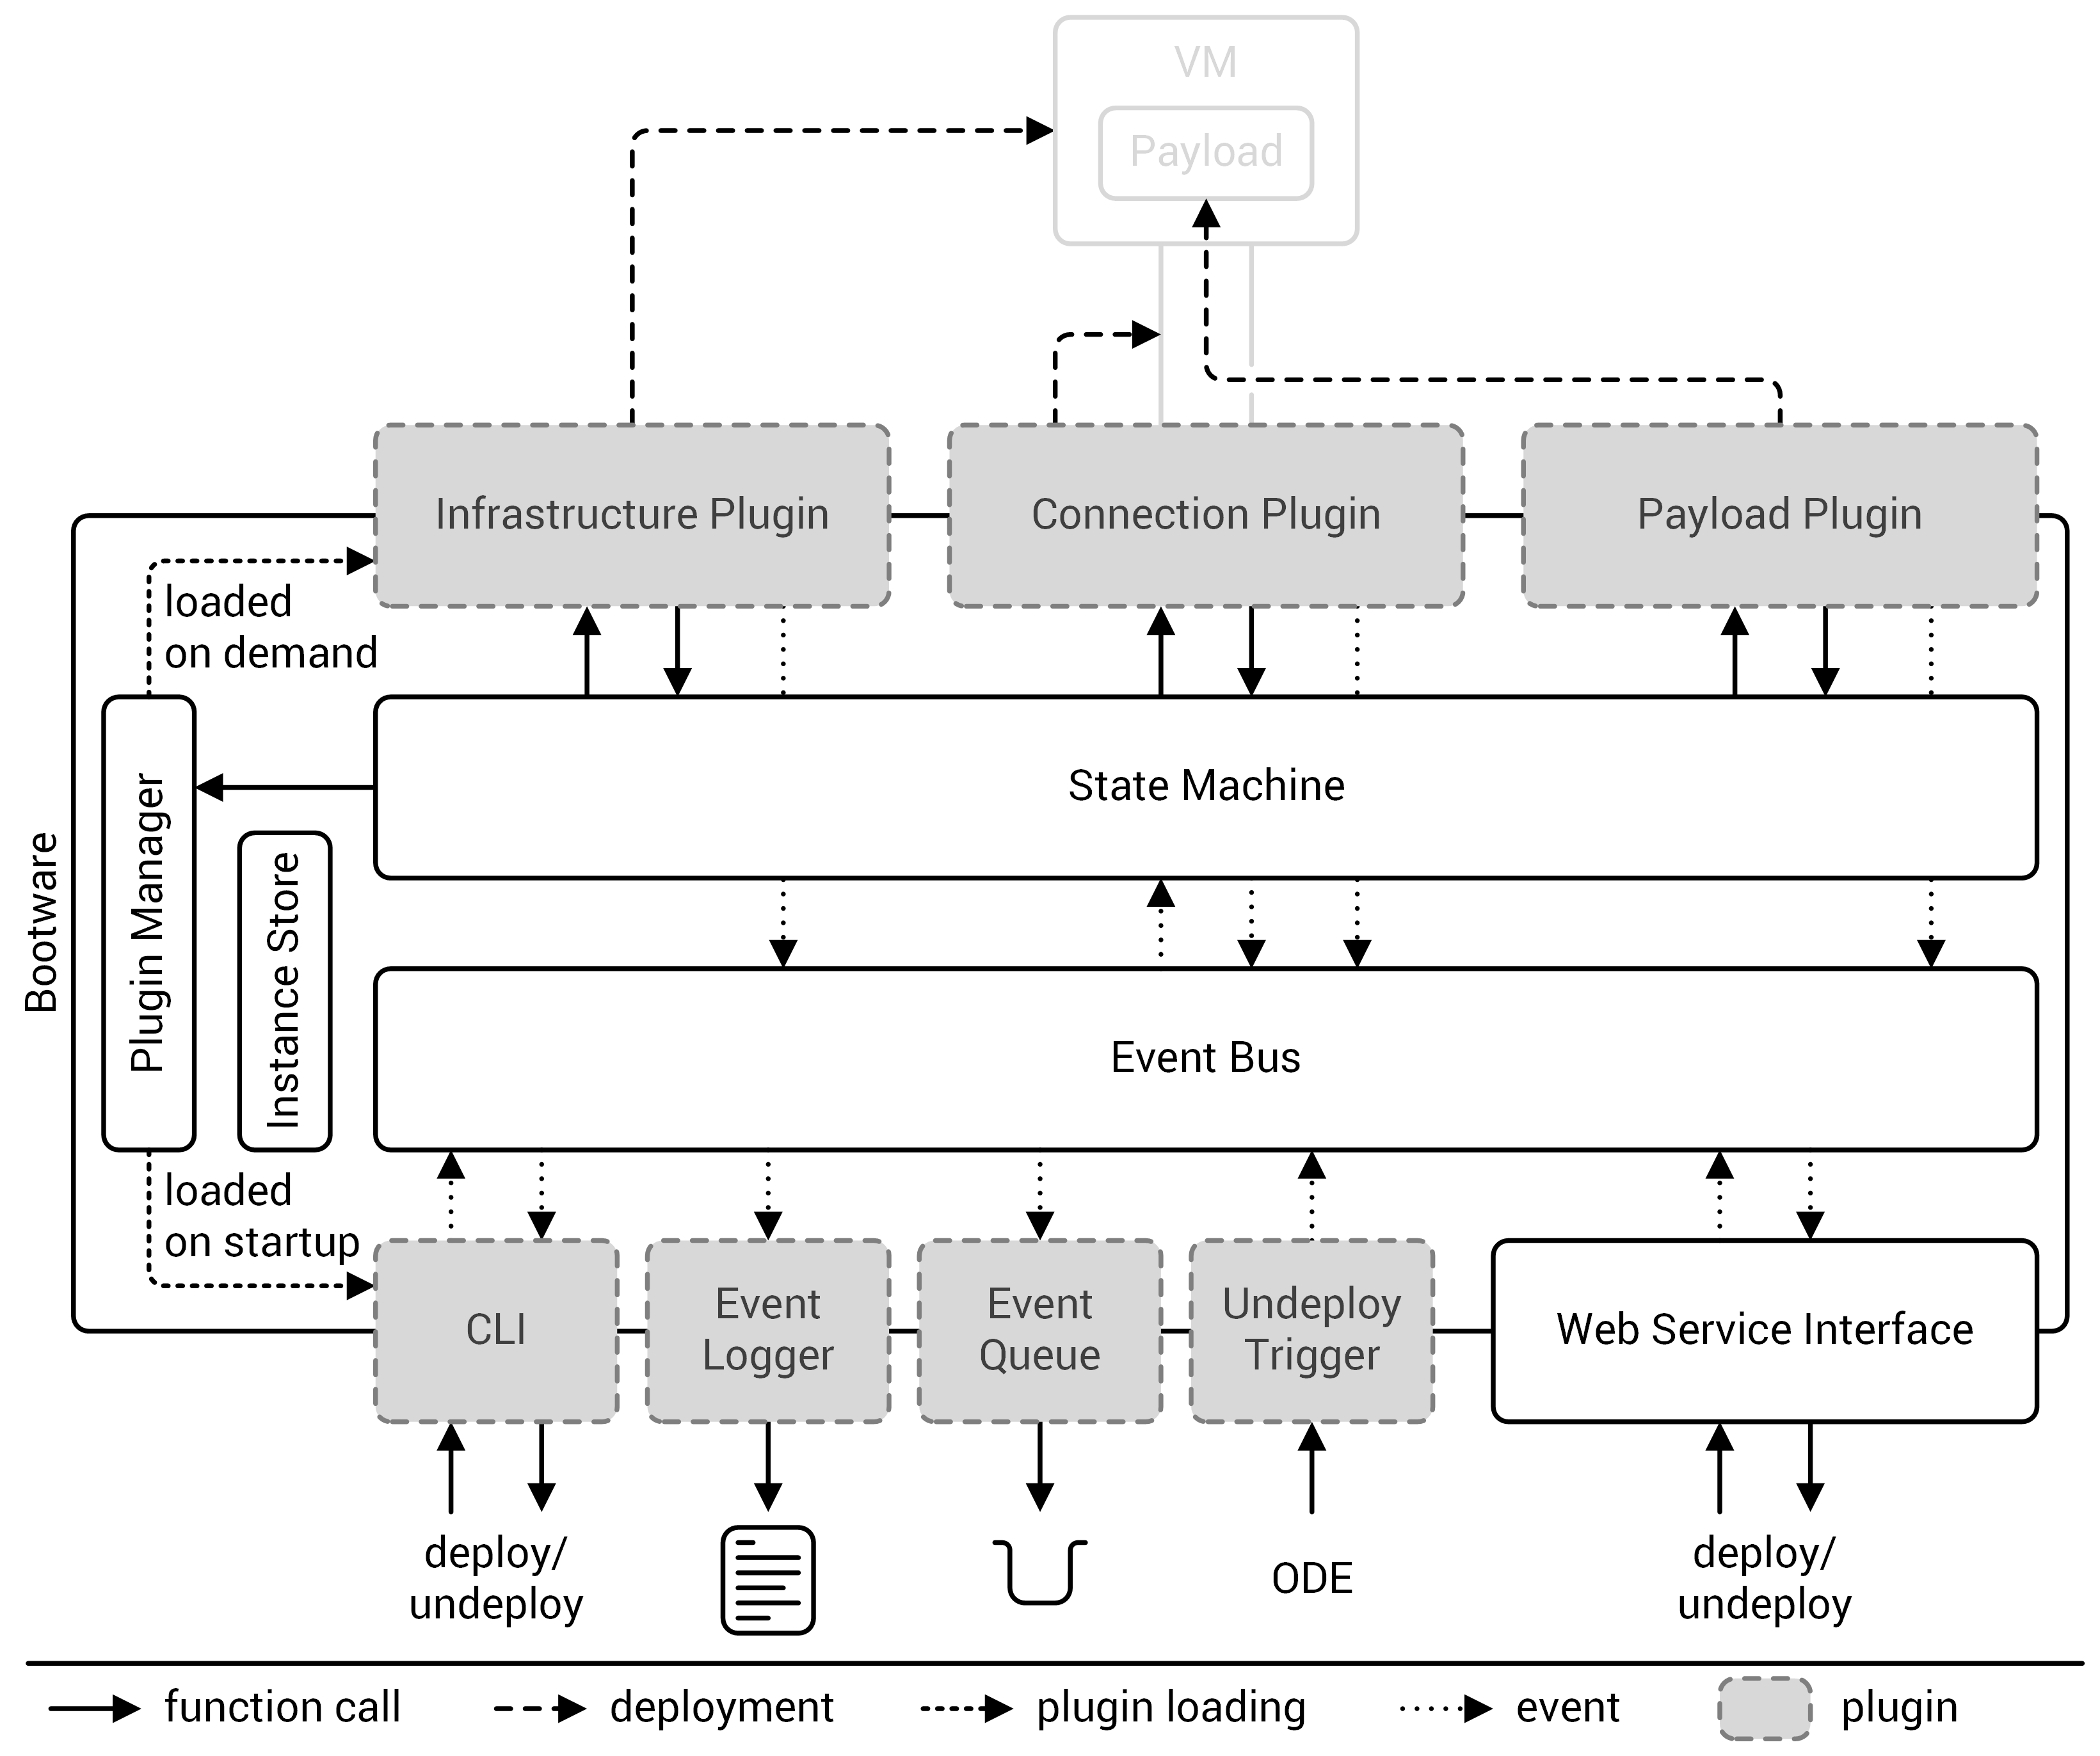 VM
Payload
Infrastructure Plugin
Connection Plugin
Payload Plugin
loaded
on demand
State Machine
Bootware
Plugin Manager
Instance Store
Event Bus
loaded
on startup
CLI
Event
Logger
Event
Queue
Undeploy
Trigger
Web Service Interface
deploy/
undeploy
ODE
deploy/
undeploy
function call
deployment
plugin loading
event
plugin